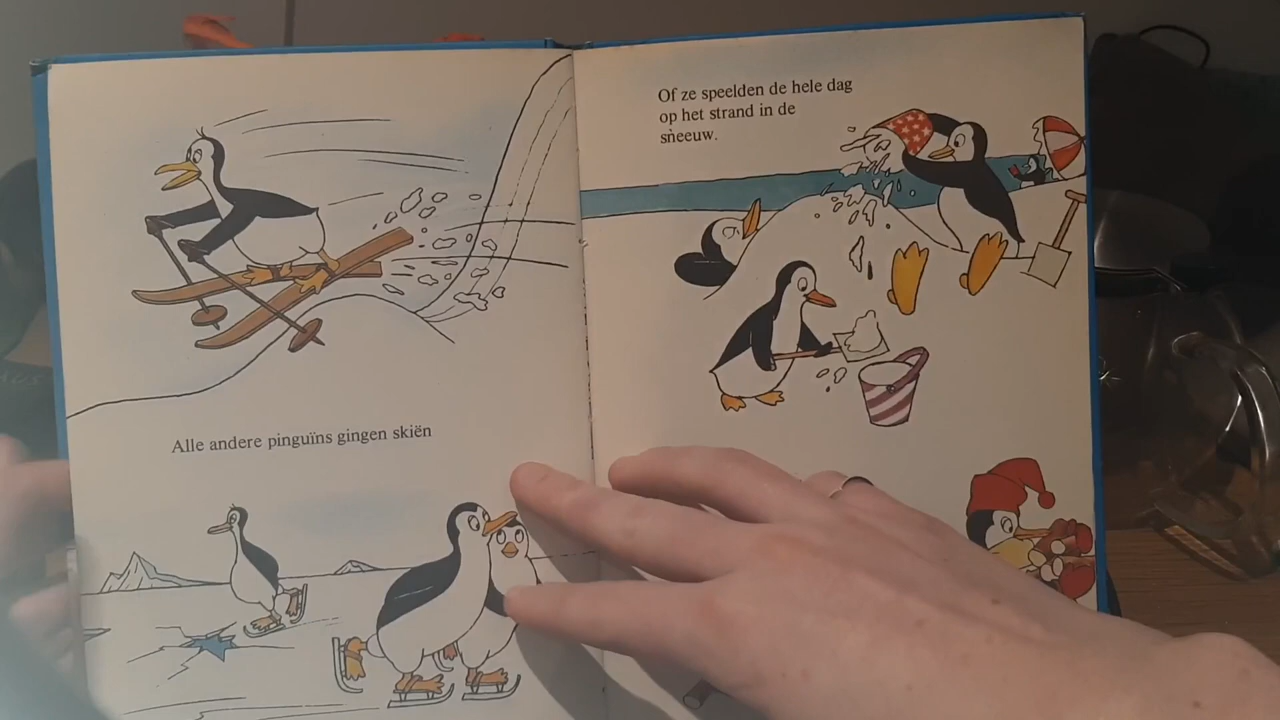 Alle andere pinguïns gingen skiën
Of ze speelden de hele dag
op het strand in de
sneeuw.